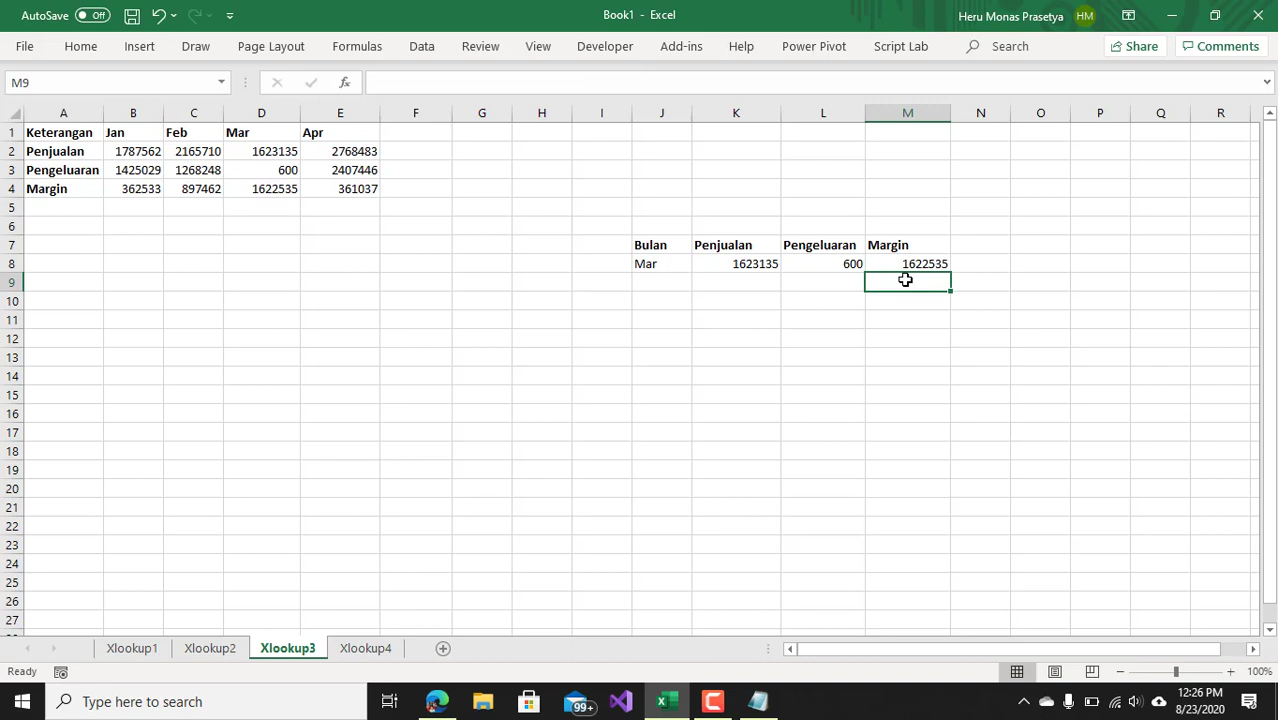 AutoSave Off Book1 - Excel Heru Monas Prasetya HM
File Home Insert Draw Page Layout Formulas Data Review View Developer Add-ins Help Power Pivot Script Lab Search Share Comments
M9 fx
A B C D E F G H I J K L M N O P Q R
1 Keterangan Jan Feb Mar Apr
2 Penjualan 1787562 2165710 1623135 2768483
3 Pengeluaran 1425029 1268248 600 2407446
4 Margin 362533 897462 1622535 361037
5
6
7 Bulan Penjualan Pengeluaran Margin
8 Mar 1623135 600 1622535
9
10
11
12
13
14
15
16
17
18
19
20
21
22
23
24
25
26
27
Xlookup1 Xlookup2 Xlookup3 Xlookup4
Ready 100%
Type here to search 99+ 12:26 PM
8/23/2020